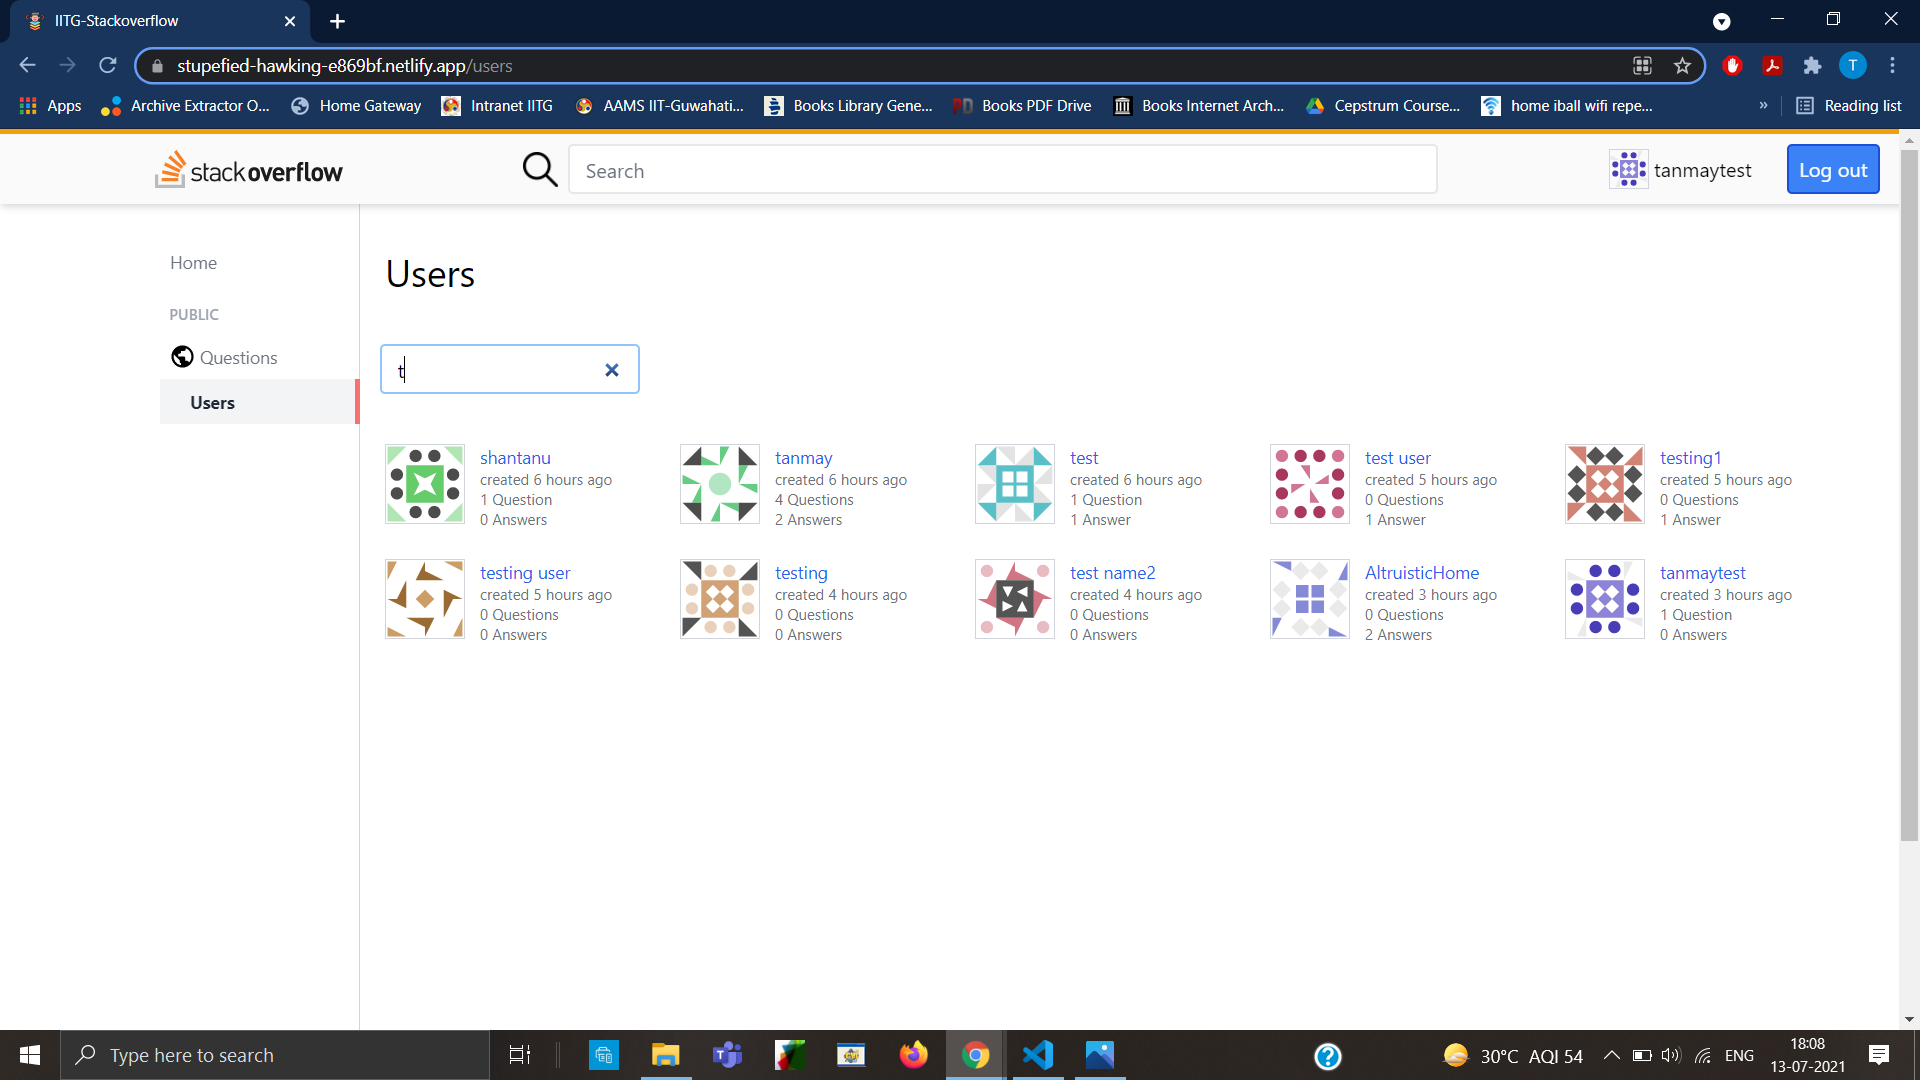 IITG-Stackoverflow
stupefied-hawking-e869bf.netlify.app/users
T
Apps
Archive Extractor O...
Home Gateway
Intranet IITG
AAMS IIT-Guwahati...
Books Library Gene...
Books PDF Drive
Books Internet Arch...
Cepstrum Course...
home iball wifi repe...
»
Reading list
stackoverflow
Search
tanmaytest
Log out
Home
PUBLIC
Questions
Users
Users
t
shantanu
created 6 hours ago
1 Question
0 Answers
tanmay
created 6 hours ago
4 Questions
2 Answers
test
created 6 hours ago
1 Question
1 Answer
test user
created 5 hours ago
0 Questions
1 Answer
testing1
created 5 hours ago
0 Questions
1 Answer
testing user
created 5 hours ago
0 Questions
0 Answers
testing
created 4 hours ago
0 Questions
0 Answers
test name2
created 4 hours ago
0 Questions
0 Answers
AltruisticHome
created 3 hours ago
0 Questions
2 Answers
tanmaytest
created 3 hours ago
1 Question
0 Answers
Type here to search
30°C AQI 54
ENG
18:08
13-07-2021